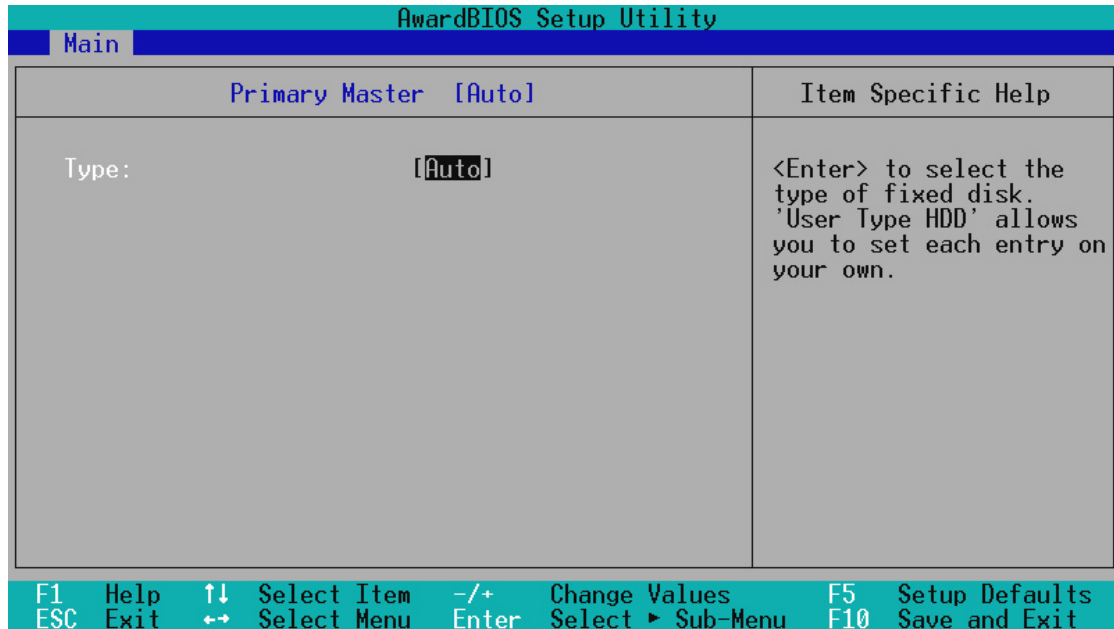 AwardBIOS Setup Utility
Main
Primary Master [Auto]
Item Specific Help
Type: [Auto]
<Enter> to select the
type of fixed disk.
'User Type HDD' allows
you to set each entry on
your own.
F1 Help ↑↓ Select Item -/+ Change Values F5 Setup Defaults
ESC Exit ←→ Select Menu Enter Select ► Sub-Menu F10 Save and Exit